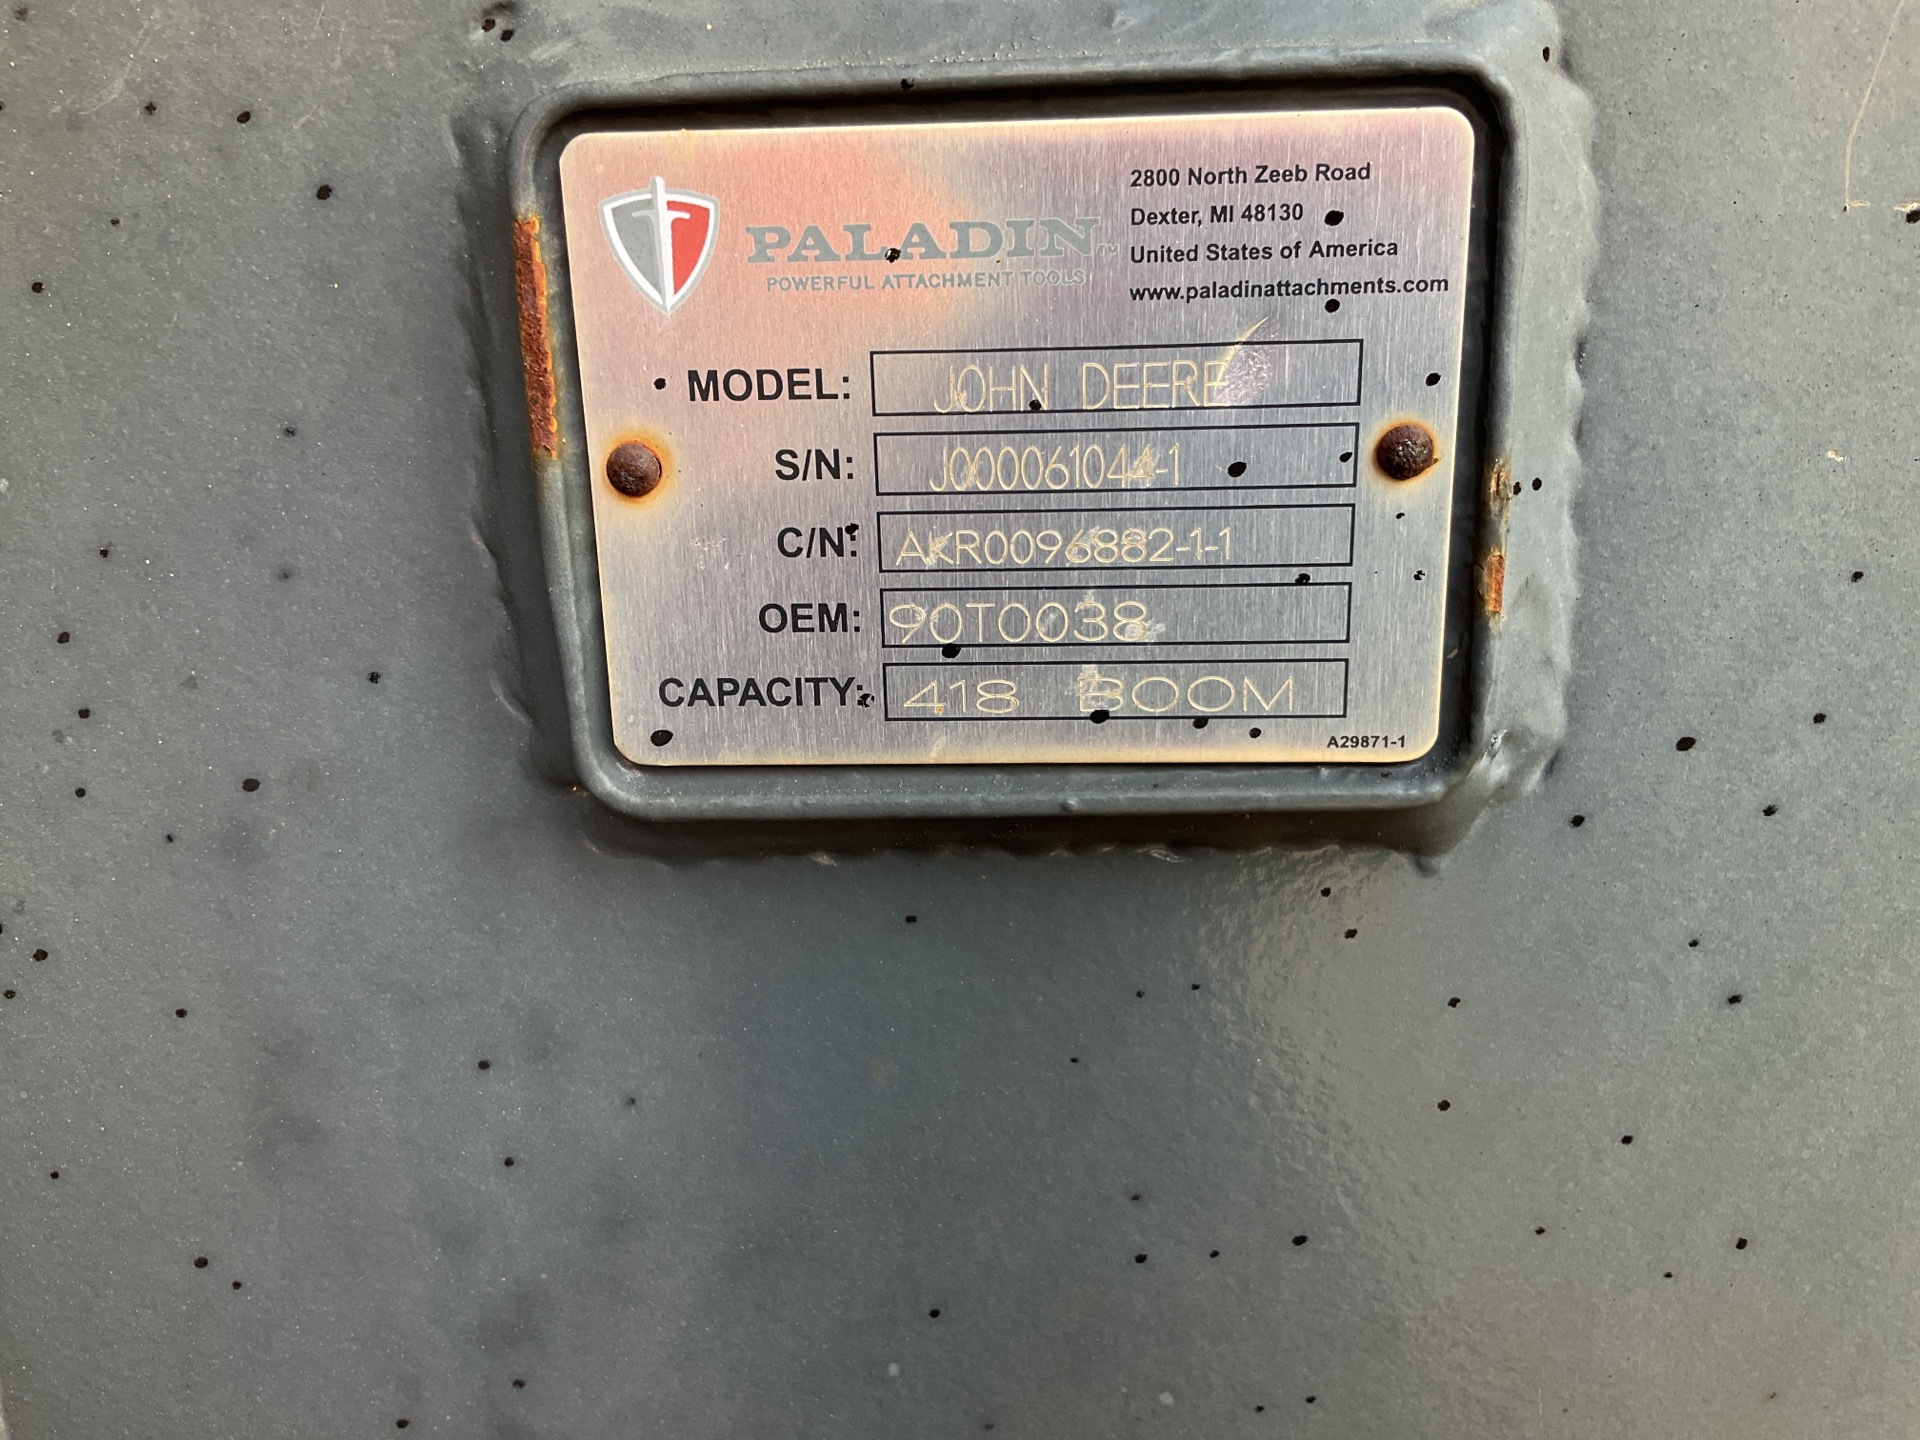 PALADIN™
POWERFUL ATTACHMENT TOOLS
2800 North Zeeb Road
Dexter, MI 48130
United States of America
www.paladinattachments.com
MODEL: JOHN DEERE
S/N: J000061044-1
C/N: AKR0096882-1-1
OEM: 90T0038
CAPACITY: 418 BOOM
A29871-1